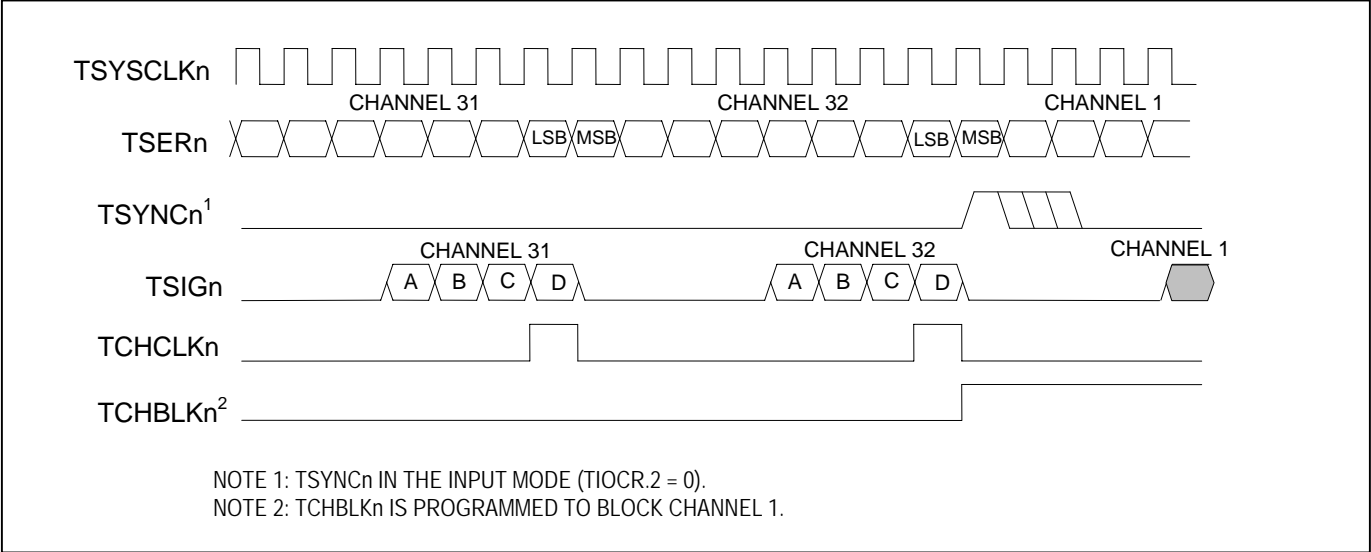 TSYSCLKn
CHANNEL 31 CHANNEL 32 CHANNEL 1
TSERn LSB MSB LSB MSB
TSYNCn1
CHANNEL 31 CHANNEL 32 CHANNEL 1
TSIGn A B C D A B C D
TCHCLKn
TCHBLKn2
NOTE 1: TSYNCn IN THE INPUT MODE (TIOCR.2 = 0).
NOTE 2: TCHBLKn IS PROGRAMMED TO BLOCK CHANNEL 1.